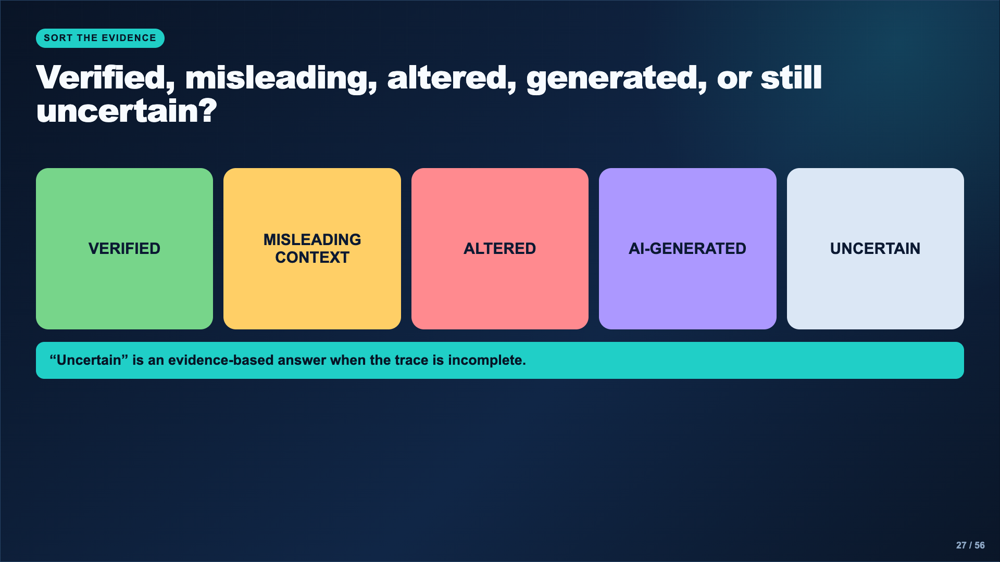 SORT THE EVIDENCE
Verified, misleading, altered, generated, or still
uncertain?
VERIFIED
MISLEADING
CONTEXT
ALTERED
AI-GENERATED
UNCERTAIN
“Uncertain” is an evidence-based answer when the trace is incomplete.
27 / 56